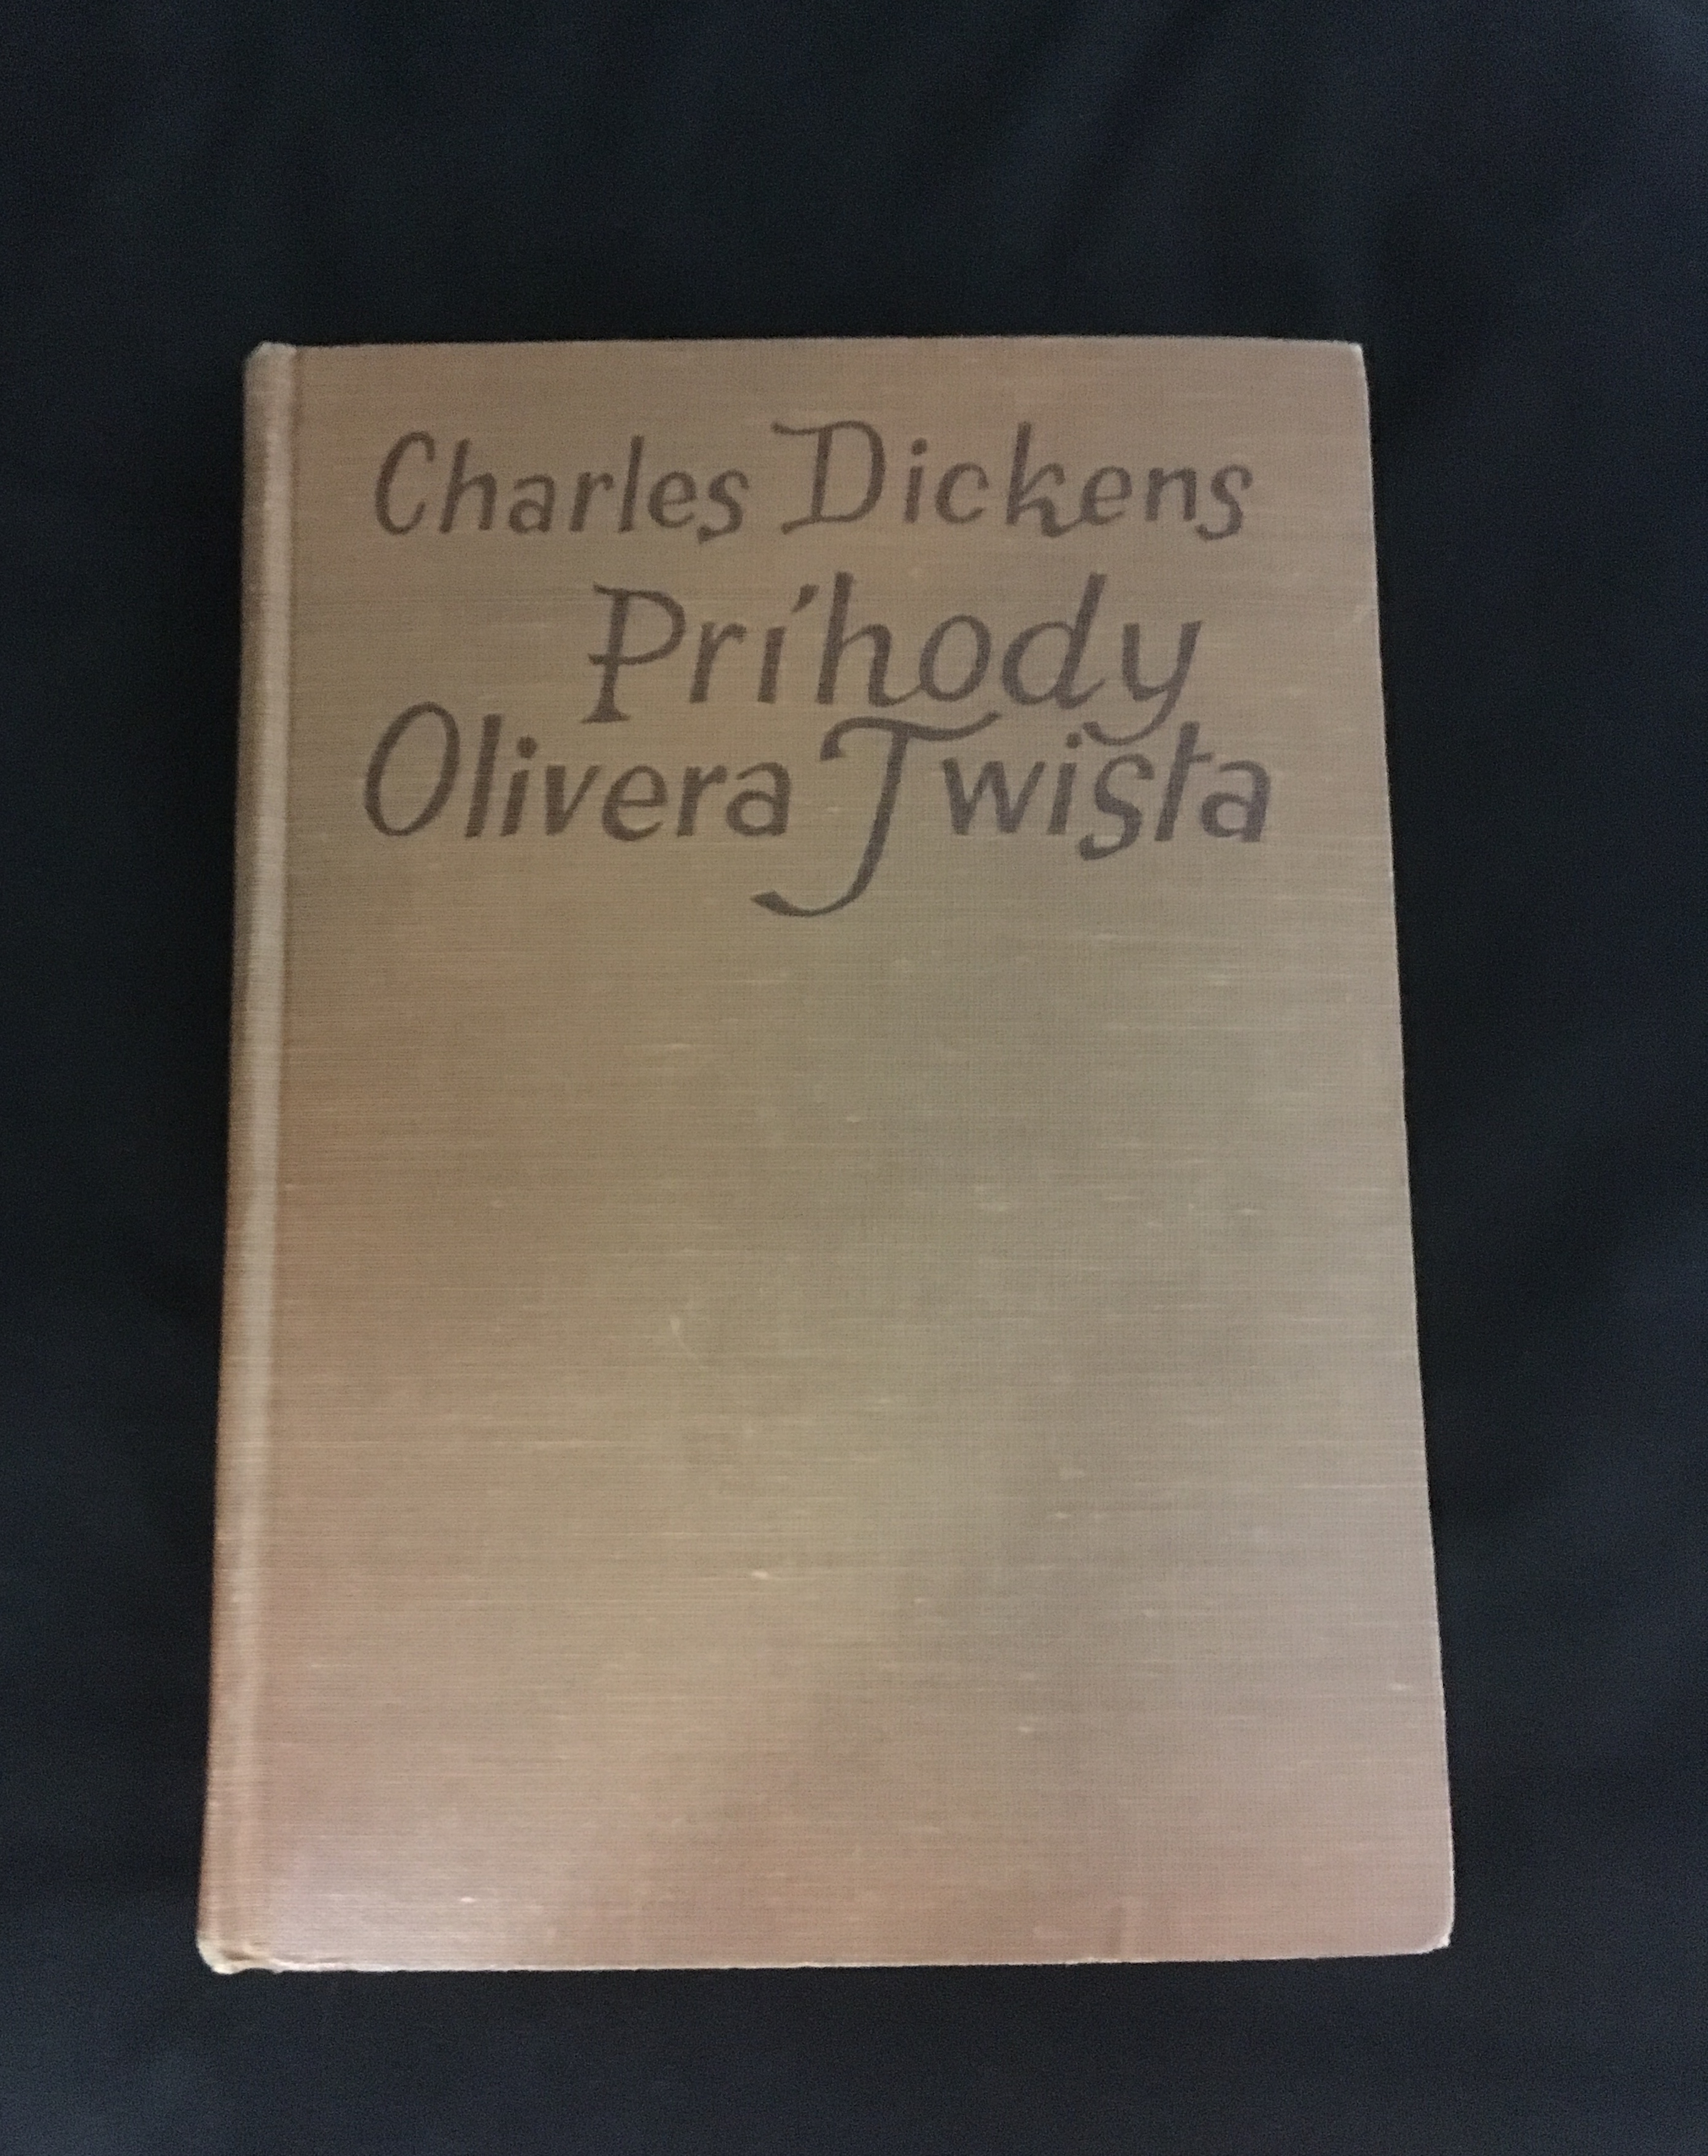 Charles Dickens
Príhody
Olivera Twista